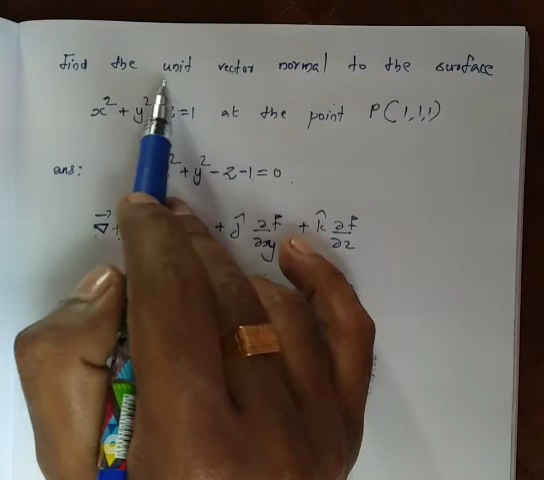 Find the unit vector normal to the surface
x² + y² z = 1 at the point P(1,1,1)
ans: ² + y² - z - 1 = 0
∇ + ĵ ∂f/∂y + k̂ ∂f/∂z